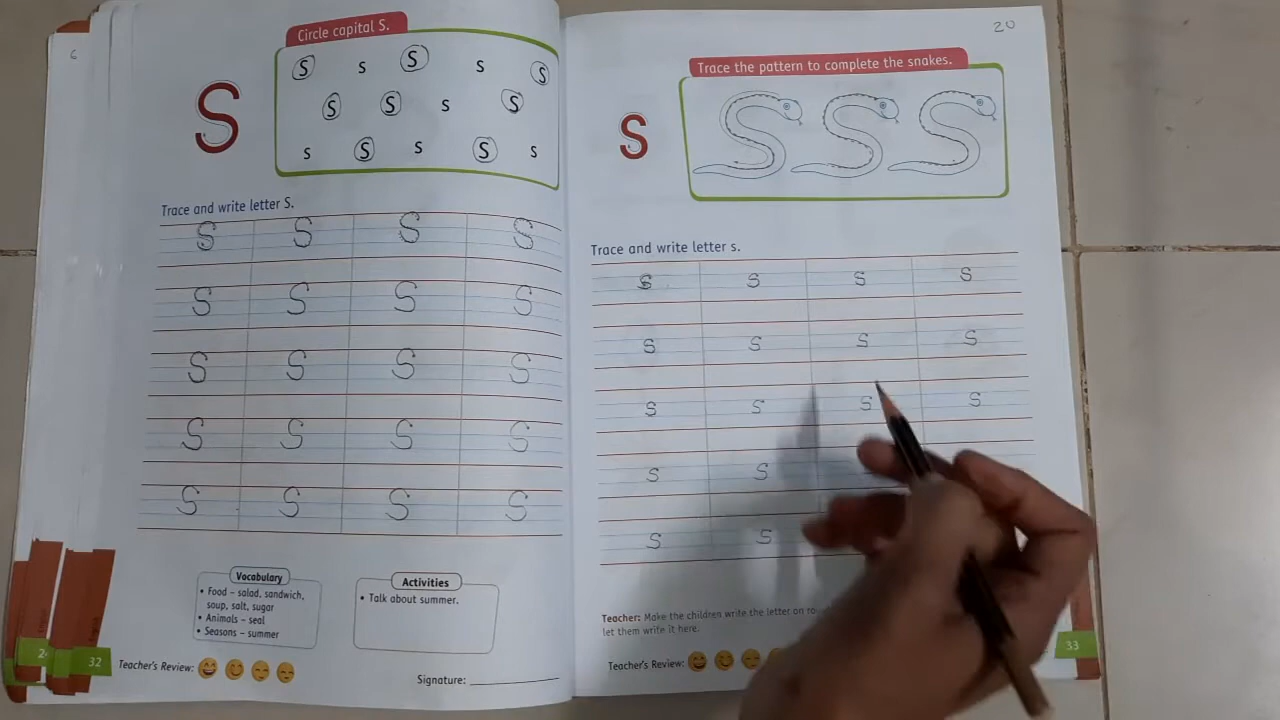 6
Circle capital S.
S
S s S s S
S S s S
s S s S s
Trace and write letter S.
S S S S
S S S S
S S S S
S S S S
S S S S
Vocabulary
• Food – salad, sandwich,
soup, salt, sugar
• Animals – seal
• Seasons – summer
Activities
• Talk about summer.
32
Teacher's Review:
Signature:
20
Trace the pattern to complete the snakes.
s
Trace and write letter s.
s s s s
s s s s
s s s s
s s
s s
Teacher: Make the children write the letter on
let them write it here.
Teacher's Review:
33